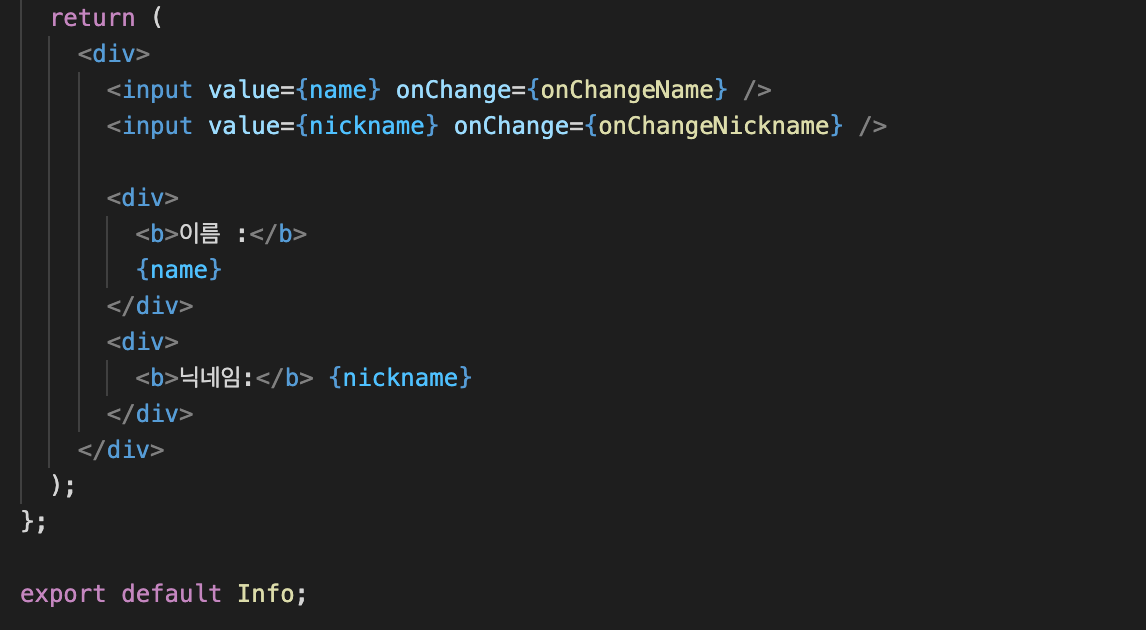 return (
<div>
<input value={name} onChange={onChangeName} />
<input value={nickname} onChange={onChangeNickname} />
<div>
<b>이름 :</b>
{name}
</div>
<div>
<b>닉네임:</b> {nickname}
</div>
</div>
);
};
export default Info;